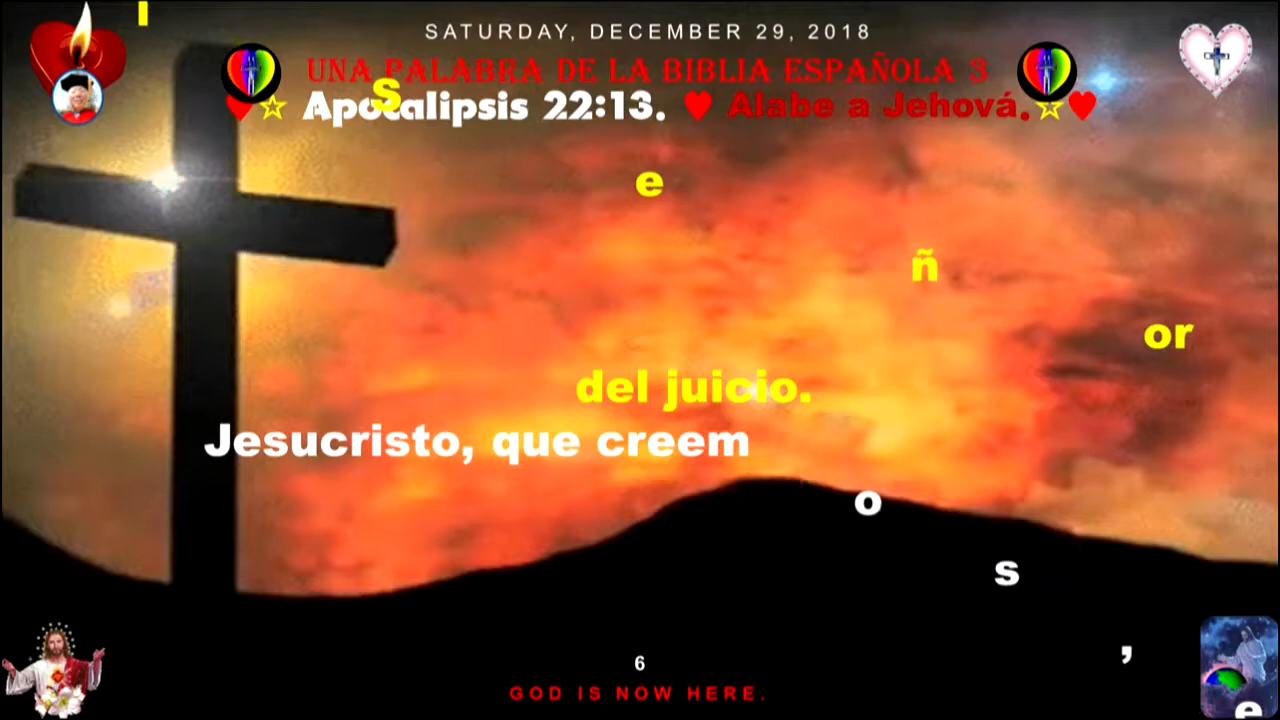 SATURDAY, DECEMBER 29, 2018
UNA PALABRA DE LA BIBLIA ESPAÑOLA 3
Apocalipsis 22:13. ♥ Alabe a Jehová.
l
S
e
ñ
or
del juicio.
Jesucristo, que creem
o
s
,
e
6
GOD IS NOW HERE.